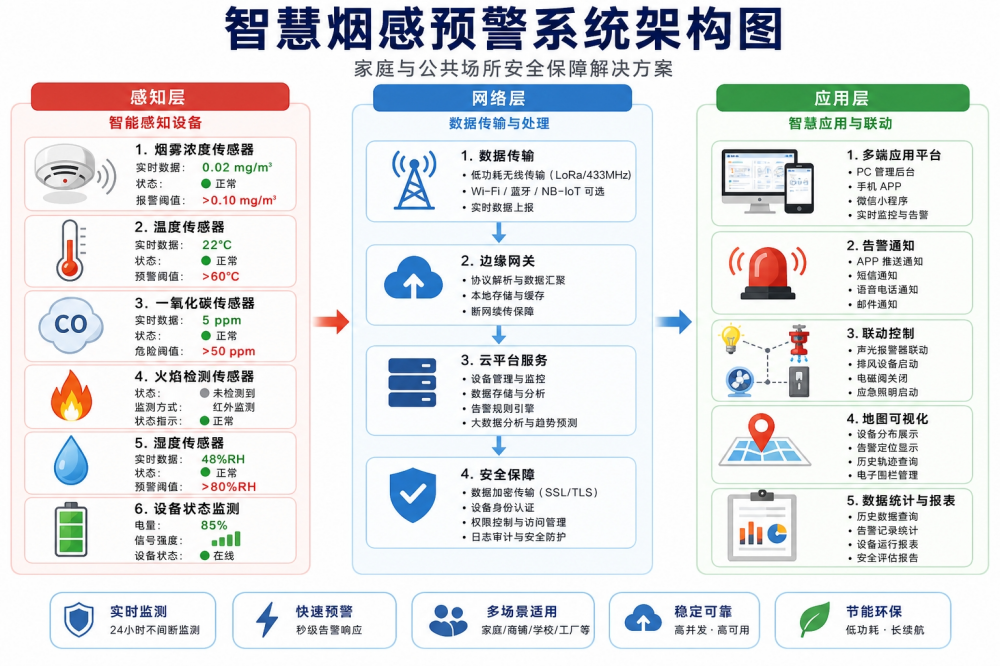 智慧烟感预警系统架构图
家庭与公共场所安全保障解决方案
感知层
智能感知设备
1. 烟雾浓度传感器
实时数据: 0.02 mg/m³
状态: 正常
报警阈值: >0.10 mg/m³
2. 温度传感器
实时数据: 22°C
状态: 正常
预警阈值: >60°C
CO
3. 一氧化碳传感器
实时数据: 5 ppm
状态: 正常
危险阈值: >50 ppm
4. 火焰检测传感器
状态: 未检测到
监测方式: 红外监测
状态指示: 正常
5. 湿度传感器
实时数据: 48%RH
状态: 正常
预警阈值: >80%RH
6. 设备状态监测
电量: 85%
信号强度:
设备状态: 在线
网络层
数据传输与处理
1. 数据传输
• 低功耗无线传输 (LoRa/433MHz)
• Wi-Fi / 蓝牙 / NB-IoT 可选
• 实时数据上报
2. 边缘网关
• 协议解析与数据汇聚
• 本地存储与缓存
• 断网续传保障
3. 云平台服务
• 设备管理与监控
• 数据存储与分析
• 告警规则引擎
• 大数据分析与趋势预测
4. 安全保障
• 数据加密传输 (SSL/TLS)
• 设备身份认证
• 权限控制与访问管理
• 日志审计与安全防护
应用层
智慧应用与联动
1. 多端应用平台
• PC 管理后台
• 手机 APP
• 微信小程序
• 实时监控与告警
2. 告警通知
• APP 推送通知
• 短信通知
• 语音电话通知
• 邮件通知
3. 联动控制
• 声光报警器联动
• 排风设备启动
• 电磁阀关闭
• 应急照明启动
4. 地图可视化
• 设备分布展示
• 告警定位显示
• 历史轨迹查询
• 电子围栏管理
5. 数据统计与报表
• 历史数据查询
• 告警记录统计
• 设备运行报表
• 安全评估报告
实时监测
24小时不间断监测
快速预警
秒级告警响应
多场景适用
家庭/商铺/学校/工厂等
稳定可靠
高并发 · 高可用
节能环保
低功耗 · 长续航